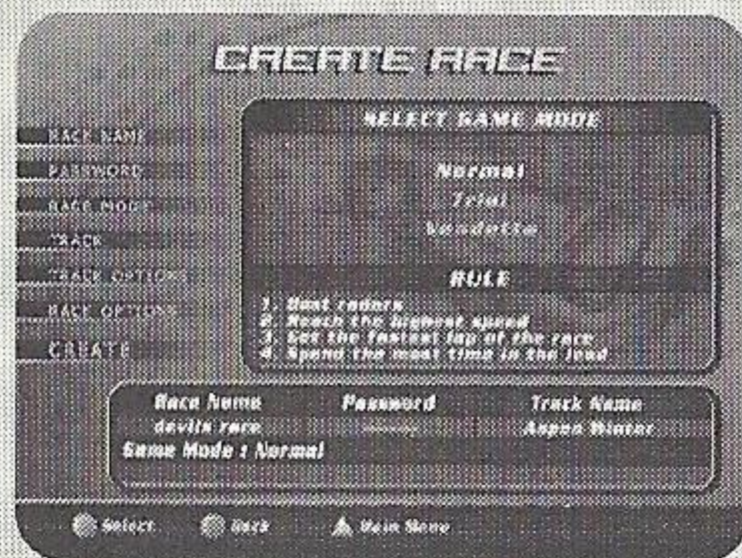 CREATE RACE
SELECT GAME MODE
RACE NAME
PASSWORD
RACE MODE
TRACK
TRACK OPTIONS
RACE OPTIONS
CREATE
Normal
Trial
Vendetta
RULE
1.
2. Reach the highest speed
3. Get the fastest lap of the race
4. Spend the most time in the lead
Race Name Password Track Name
devils race Aspen Winter
Game Mode : Normal
Select Back Main Menu